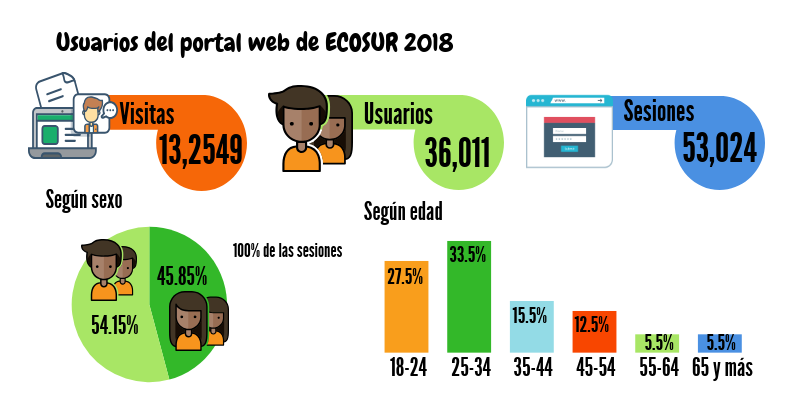 Usuarios del portal web de ECOSUR 2018
Visitas
13,2549
Usuarios
36,011
Sesiones
53,024
Según sexo
45.85%
54.15%
100% de las sesiones
Según edad
27.5%
33.5%
15.5%
12.5%
5.5%
5.5%
18-24
25-34
35-44
45-54
55-64
65 y más